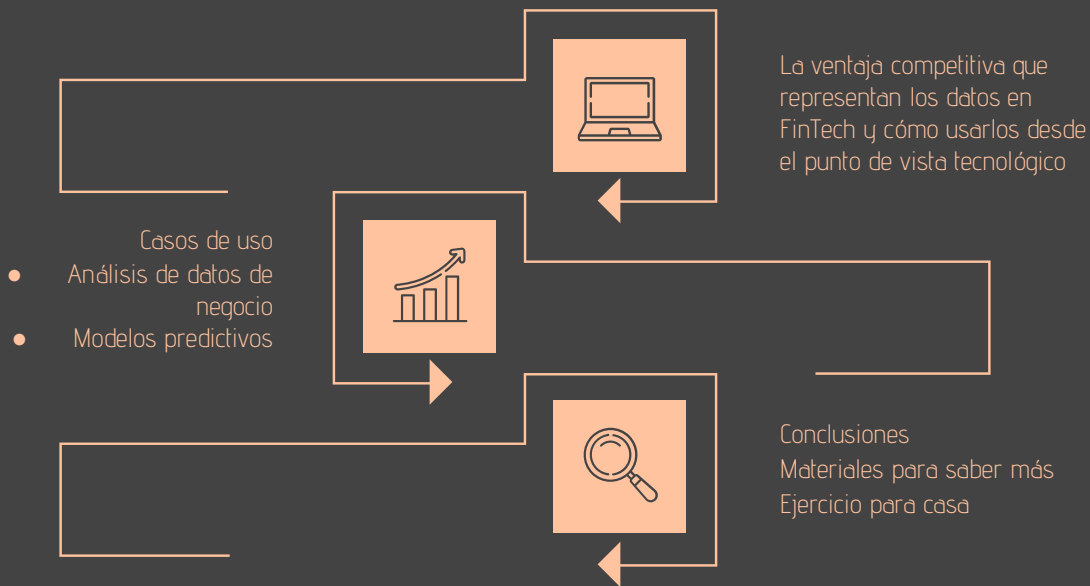 La ventaja competitiva que
representan los datos en
FinTech y cómo usarlos desde
el punto de vista tecnológico
Casos de uso
● Análisis de datos de
negocio
● Modelos predictivos
Conclusiones
Materiales para saber más
Ejercicio para casa